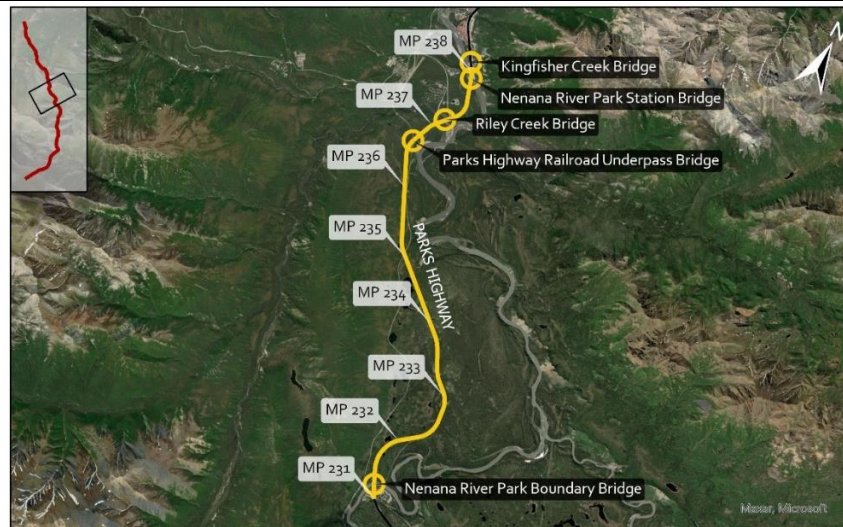 N
MP 238
Kingfisher Creek Bridge
Nenana River Park Station Bridge
MP 237
Riley Creek Bridge
MP 236
Parks Highway Railroad Underpass Bridge
MP 235
PARKS HIGHWAY
MP 234
MP 233
MP 232
MP 231
Nenana River Park Boundary Bridge
Maxar, Microsoft